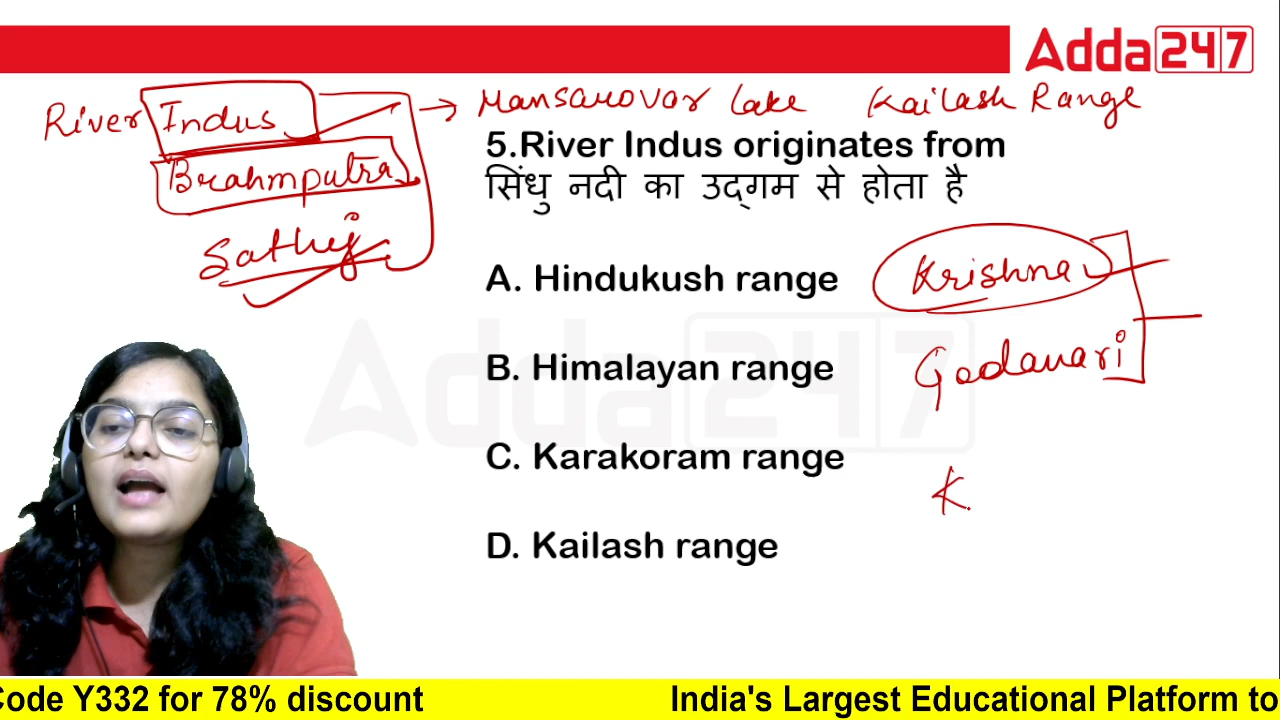 Adda247
River Indus → Mansarovar Lake Kailash Range
Brahmputra
Satluj
5.River Indus originates from
सिंधु नदी का उद्गम से होता है
A. Hindukush range
Krishna
B. Himalayan range
Godavari
C. Karakoram range
K
D. Kailash range
Adda247
Code Y332 for 78% discount India's Largest Educational Platform to